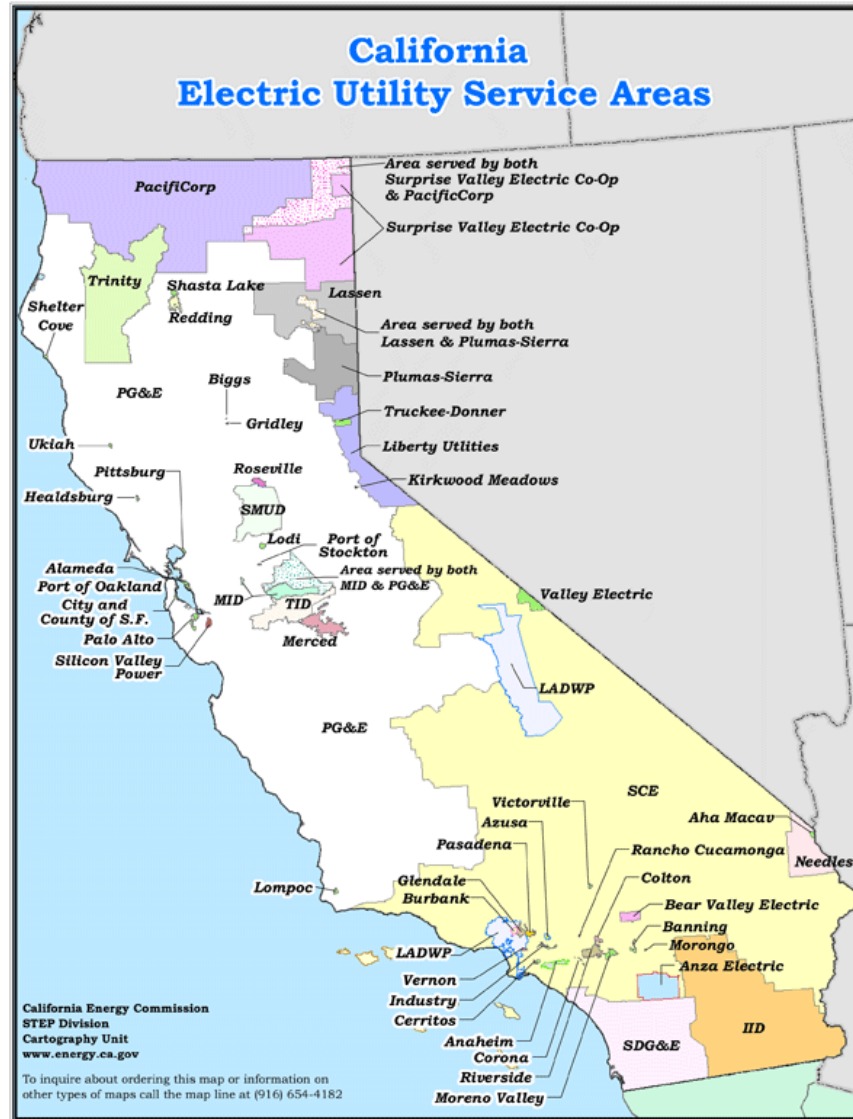 California
Electric Utility Service Areas
Area served by both
Surprise Valley Electric Co-Op
& PacificCorp
PacifiCorp
Surprise Valley Electric Co-Op
Trinity
Shasta Lake
Lassen
Shelter
Cove
Redding
Area served by both
Lassen & Plumas-Sierra
Plumas-Sierra
PG&E
Biggs
Truckee-Donner
Gridley
Ukiah
Liberty Utlities
Pittsburg
Roseville
Kirkwood Meadows
Healdsburg
SMUD
Lodi
Port of
Stockton
Alameda
Area served by both
MID & PG&E
Port of Oakland
Valley Electric
City and
County of S.F.
MID
TID
Palo Alto
Merced
Silicon Valley
Power
LADWP
PG&E
SCE
Victorville
Azusa
Aha Macav
Pasadena
Rancho Cucamonga
Needles
Lompoc
Glendale
Colton
Burbank
Bear Valley Electric
Banning
LADWP
Morongo
Vernon
Anza Electric
Industry
Cerritos
Anaheim
SDG&E
IID
Corona
Riverside
Moreno Valley
California Energy Commission
STEP Division
Cartography Unit
www.energy.ca.gov
To inquire about ordering this map or information on
other types of maps call the map line at (916) 654-4182